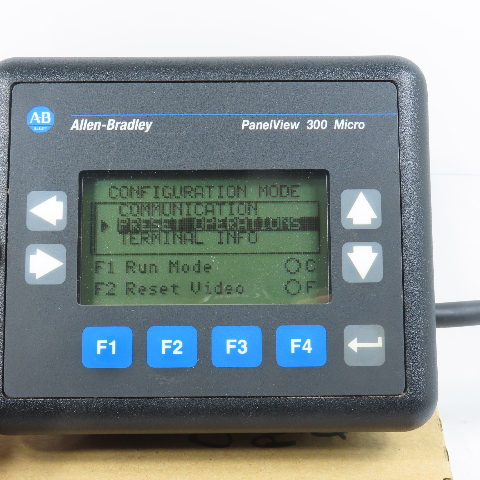 AB
Allen-Bradley
PanelView 300 Micro
CONFIGURATION MODE
COMMUNICATION
PRESET OPERATIONS
TERMINAL INFO
F1 Run Mode C
F2 Reset Video F
F1 F2 F3 F4